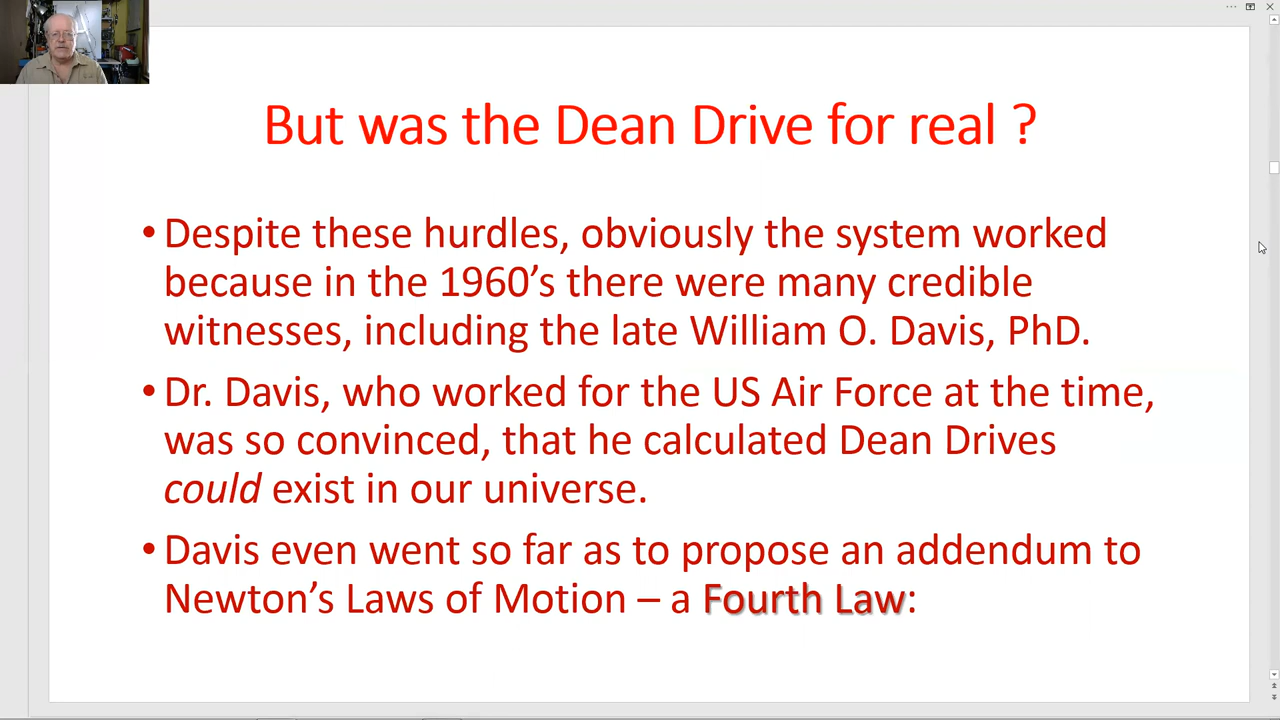 But was the Dean Drive for real ?
•Despite these hurdles, obviously the system worked
because in the 1960’s there were many credible
witnesses, including the late William O. Davis, PhD.
•Dr. Davis, who worked for the US Air Force at the time,
was so convinced, that he calculated Dean Drives
could exist in our universe.
•Davis even went so far as to propose an addendum to
Newton’s Laws of Motion – a Fourth Law: